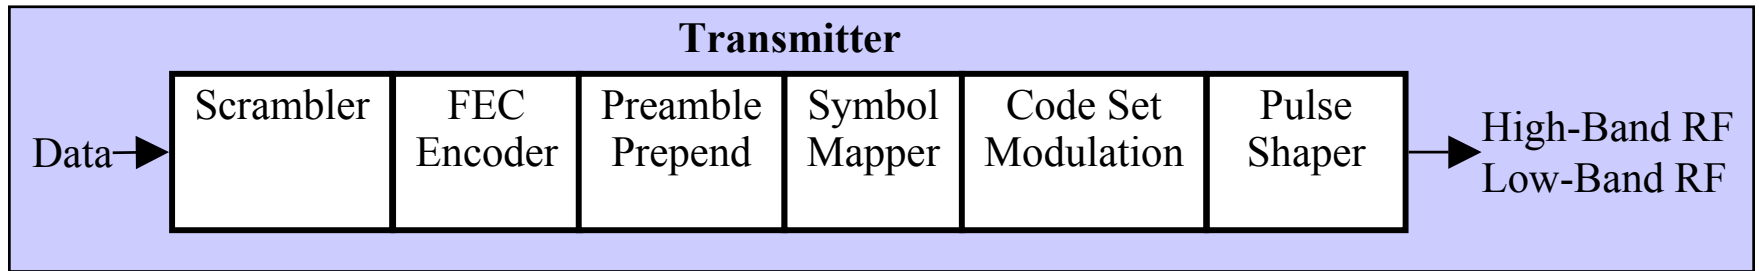 Transmitter
Data
Scrambler
FEC
Encoder
Preamble
Prepend
Symbol
Mapper
Code Set
Modulation
Pulse
Shaper
High-Band RF
Low-Band RF